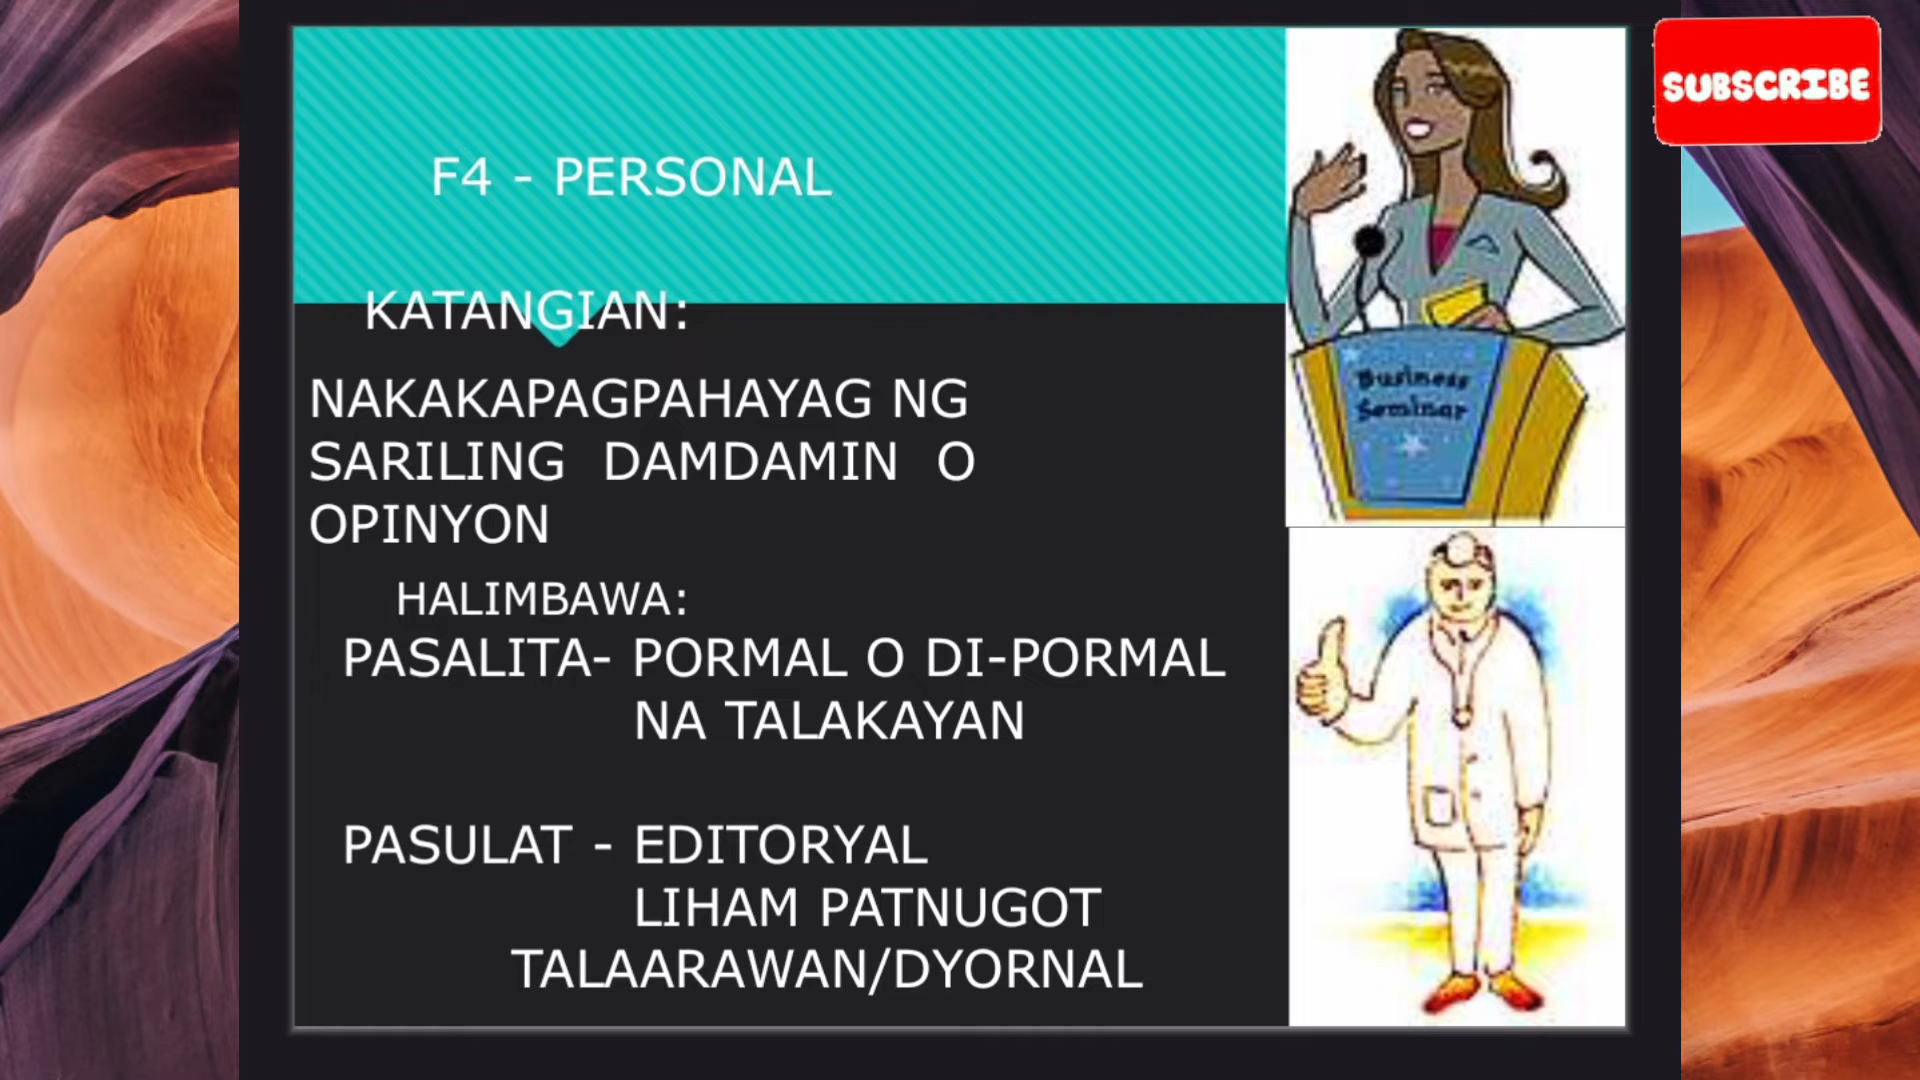 SUBSCRIBE
F4 - PERSONAL
KATANGIAN:
NAKAKAPAGPAHAYAG NG
SARILING DAMDAMIN O
OPINYON
HALIMBAWA:
PASALITA- PORMAL O DI-PORMAL
NA TALAKAYAN
PASULAT - EDITORYAL
LIHAM PATNUGOT
TALAARAWAN/DYORNAL
Business
Seminar